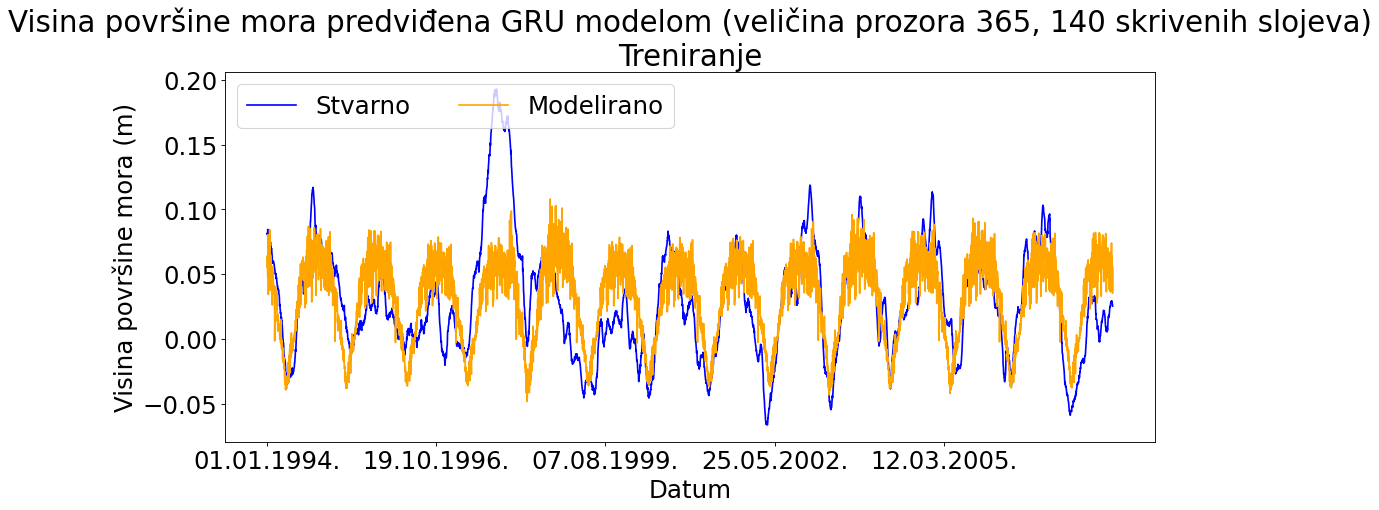 Visina površine mora predviđena GRU modelom (veličina prozora 365, 140 skrivenih slojeva)
Treniranje
Stvarno
Modelirano
Visina površine mora (m)
0.20
0.15
0.10
0.05
0.00
−0.05
01.01.1994.
19.10.1996.
07.08.1999.
25.05.2002.
12.03.2005.
Datum